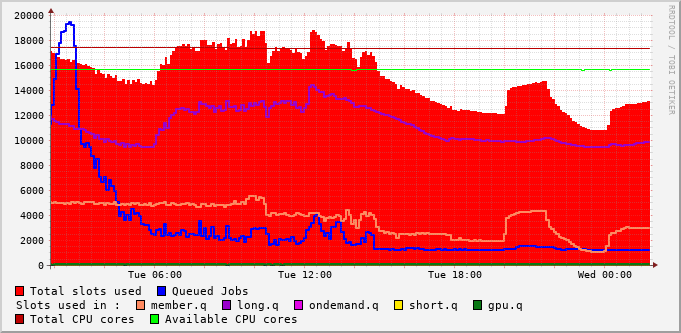 20000
18000
16000
14000
12000
10000
8000
6000
4000
2000
0
Tue 06:00 Tue 12:00 Tue 18:00 Wed 00:00
Total slots used Queued Jobs
Slots used in : member.q long.q ondemand.q short.q gpu.q
Total CPU cores Available CPU cores
RRDTOOL / TOBI OETIKER